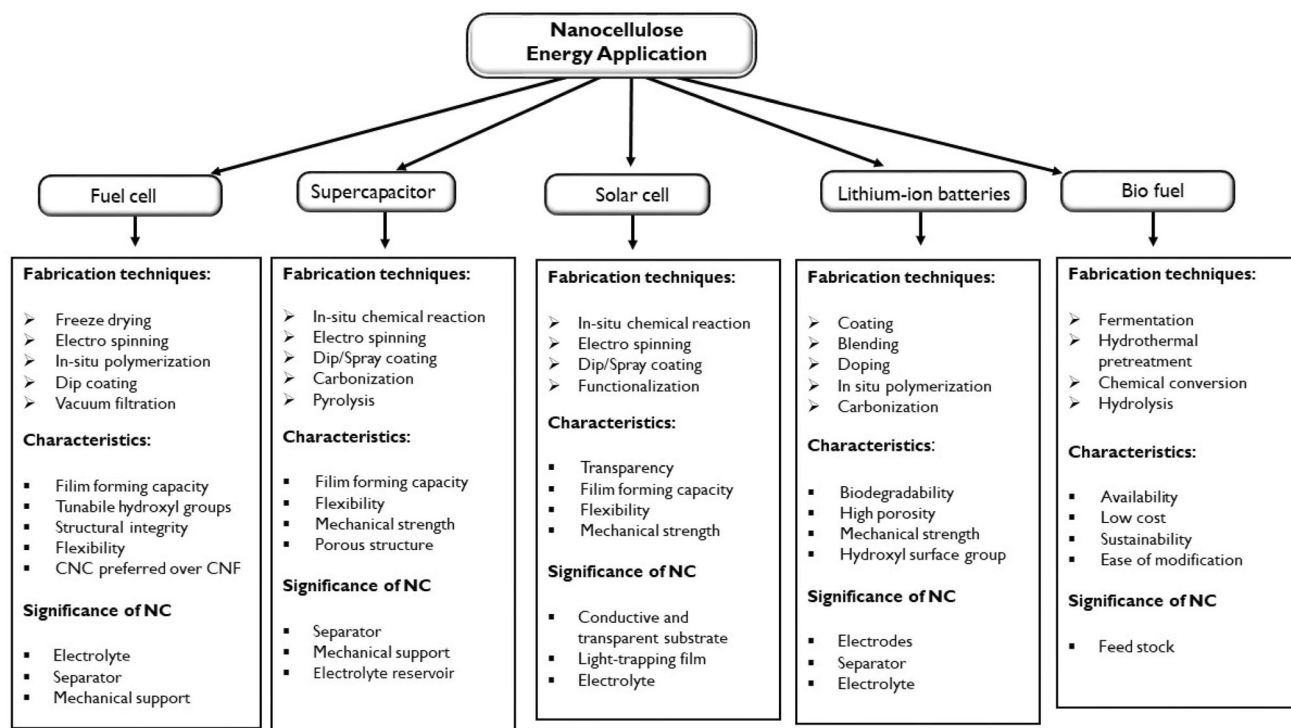 Nanocellulose
Energy Application
Fuel cell
Supercapacitor
Solar cell
Lithium-ion batteries
Bio fuel
Fabrication techniques:
Freeze drying
Electro spinning
In-situ polymerization
Dip coating
Vacuum filtration
Characteristics:
Filim forming capacity
Tunabile hydroxyl groups
Structural integrity
Flexibility
CNC preferred over CNF
Significance of NC
Electrolyte
Separator
Mechanical support
Fabrication techniques:
In-situ chemical reaction
Electro spinning
Dip/Spray coating
Carbonization
Pyrolysis
Characteristics:
Filim forming capacity
Flexibility
Mechanical strength
Porous structure
Significance of NC
Separator
Mechanical support
Electrolyte reservoir
Fabrication techniques:
In-situ chemical reaction
Electro spinning
Dip/Spray coating
Functionalization
Characteristics:
Transparency
Filim forming capacity
Flexibility
Mechanical strength
Significance of NC
Conductive and
transparent substrate
Light-trapping film
Electrolyte
Fabrication techniques:
Coating
Blending
Doping
In situ polymerization
Carbonization
Characteristics:
Biodegradability
High porosity
Mechanical strength
Hydroxyl surface group
Significance of NC
Electrodes
Separator
Electrolyte
Fabrication techniques:
Fermentation
Hydrothermal
pretreatment
Chemical conversion
Hydrolysis
Characteristics:
Availability
Low cost
Sustainability
Ease of modification
Significance of NC
Feed stock